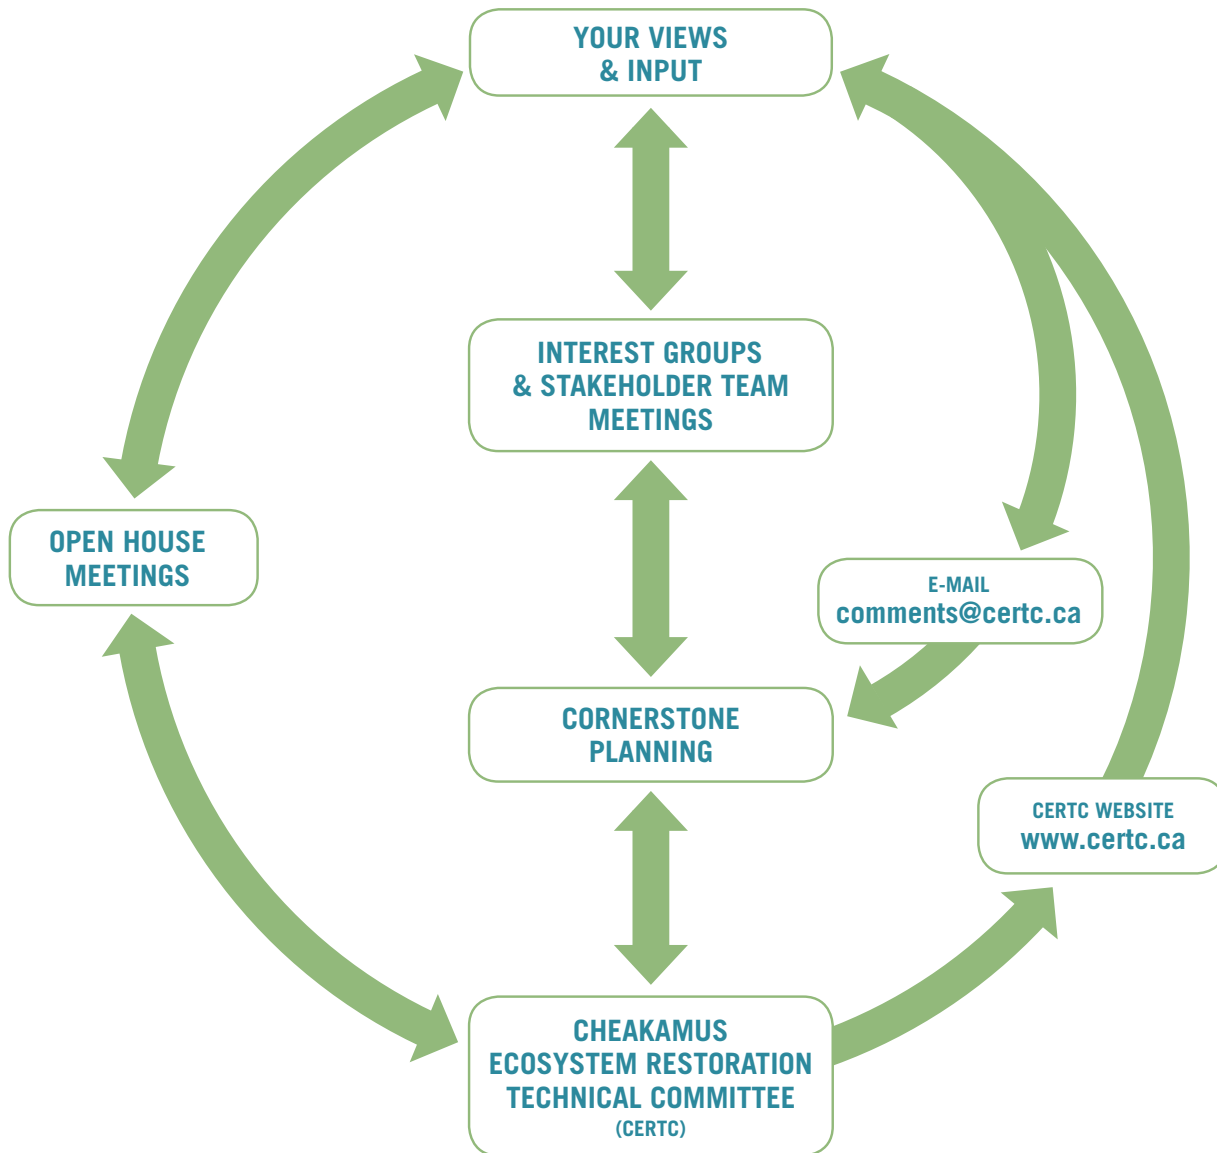 YOUR VIEWS
& INPUT
INTEREST GROUPS
& STAKEHOLDER TEAM
MEETINGS
OPEN HOUSE
MEETINGS
E-MAIL
comments@certc.ca
CORNERSTONE
PLANNING
CERTC WEBSITE
www.certc.ca
CHEAKAMUS
ECOSYSTEM RESTORATION
TECHNICAL COMMITTEE
(CERTC)